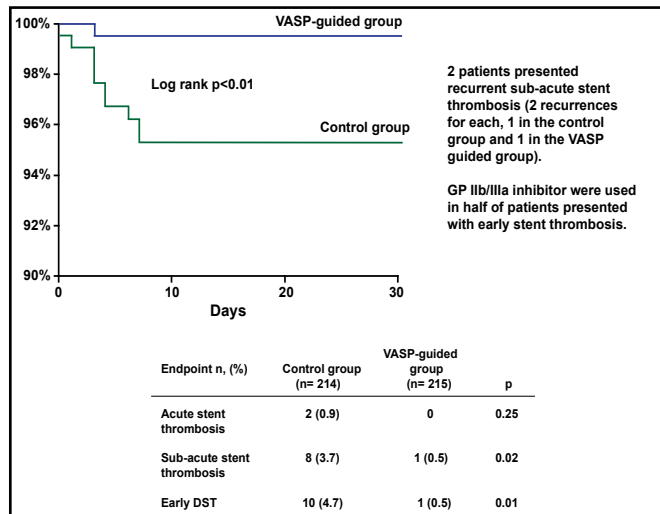 100%
98%
96%
94%
92%
90%
VASP-guided group
Log rank p<0.01
Control group
0
10
20
30
Days
2 patients presented
recurrent sub-acute stent
thrombosis (2 recurrences
for each, 1 in the control
group and 1 in the VASP
guided group).
GP IIb/IIIa inhibitor were used
in half of patients presented
with early stent thrombosis.
Endpoint n, (%)
Control group
(n= 214)
VASP-guided
group
(n= 215)
p
Acute stent
thrombosis
2 (0.9)
0
0.25
Sub-acute stent
thrombosis
8 (3.7)
1 (0.5)
0.02
Early DST
10 (4.7)
1 (0.5)
0.01